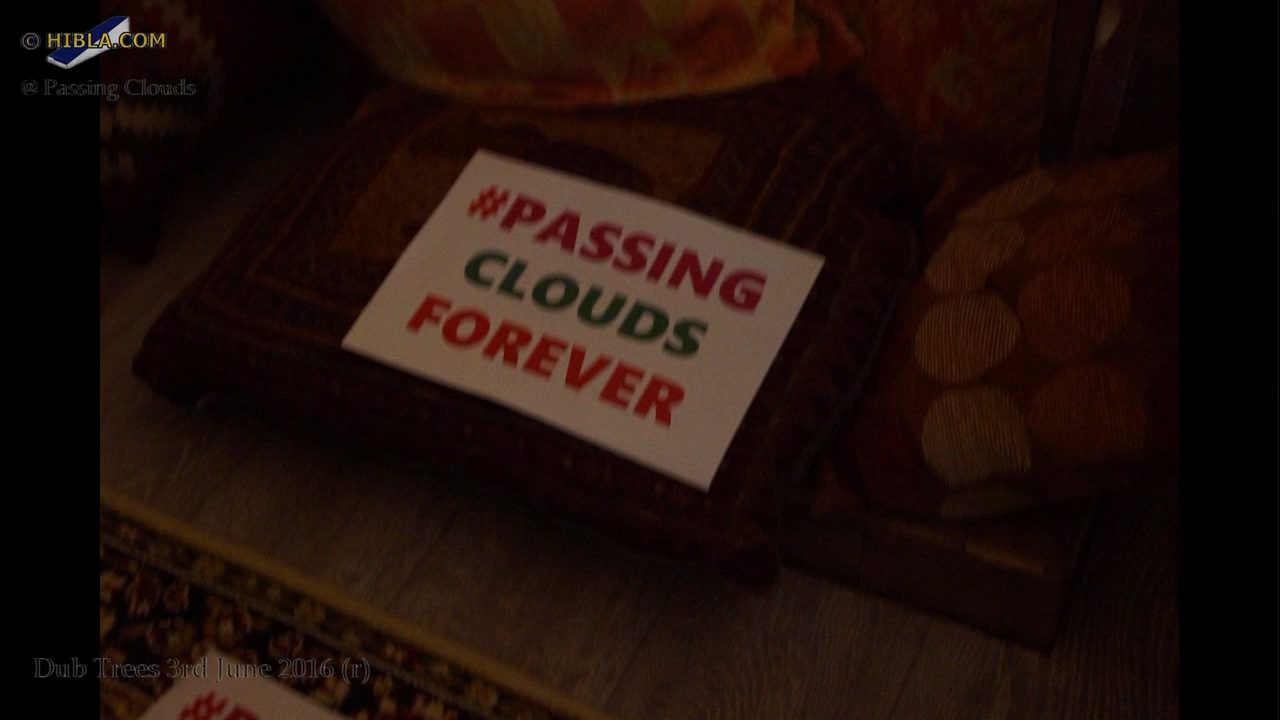 © HIBLA.COM
@ Passing Clouds
#PASSING
CLOUDS
FOREVER
Dub Trees 3rd June 2016 (r)